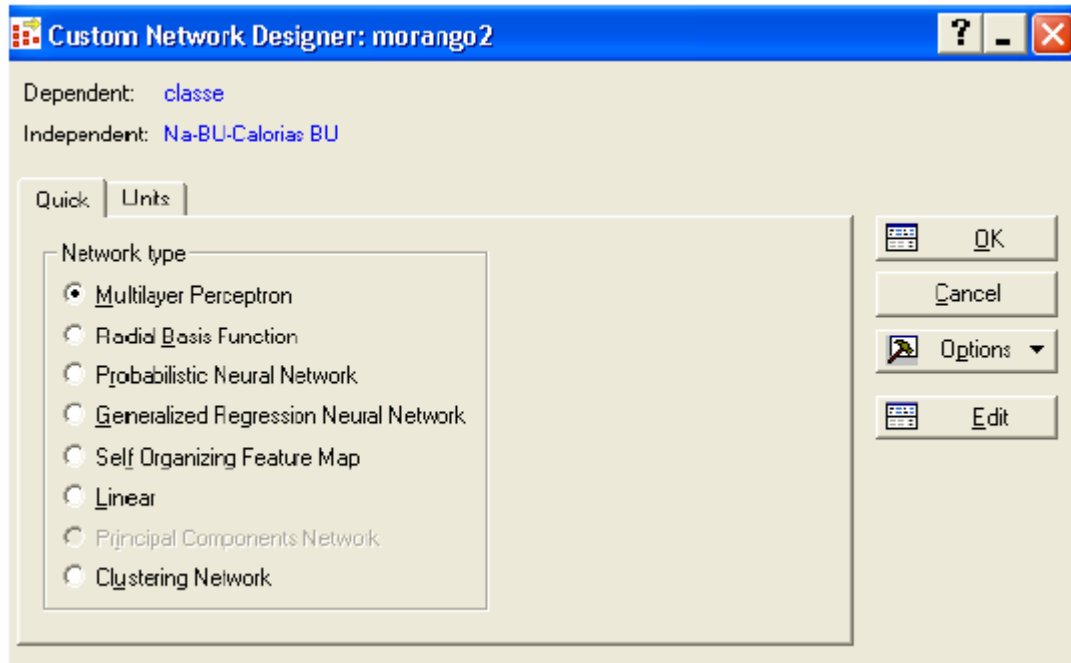 Custom Network Designer: morango2
Dependent: classe
Independent: Na-BU-Calorias BU
Quick Units
Network type
Multilayer Perceptron
Radial Basis Function
Probabilistic Neural Network
Generalized Regression Neural Network
Self Organizing Feature Map
Linear
Principal Components Network
Clustering Network
OK
Cancel
Options
Edit